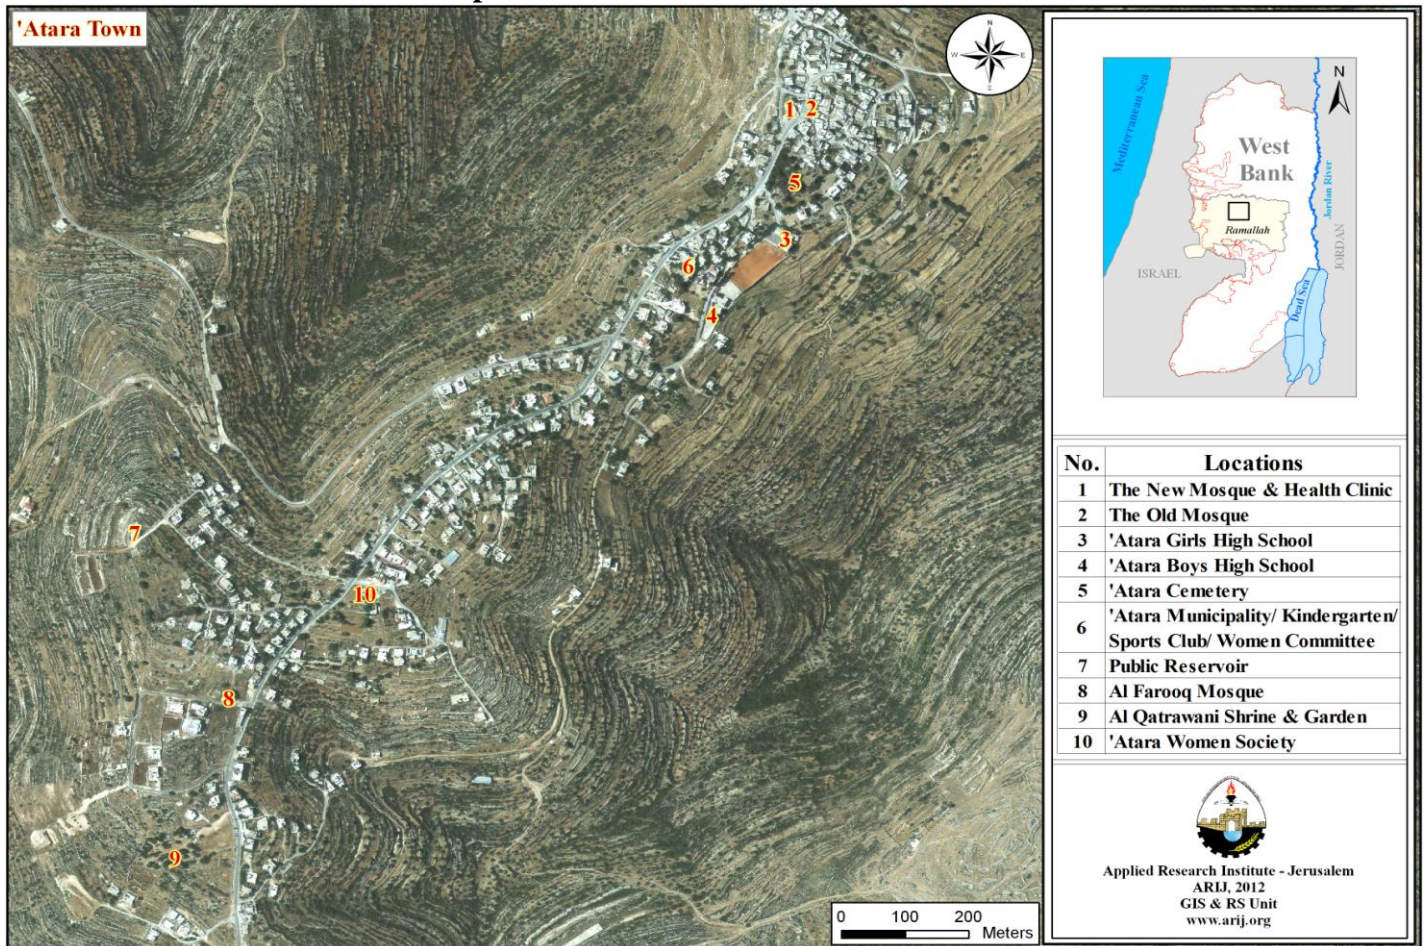 'Atara Town
N
W
E
S
1
2
5
3
6
4
7
10
8
9
0 100 200
Meters
N
Mediterranean Sea
West
Bank
Jordan River
Ramallah
JORDAN
ISRAEL
Dead Sea
No. Locations
1 The New Mosque & Health Clinic
2 The Old Mosque
3 'Atara Girls High School
4 'Atara Boys High School
5 'Atara Cemetery
6 'Atara Municipality/ Kindergarten/
Sports Club/ Women Committee
7 Public Reservoir
8 Al Farooq Mosque
9 Al Qatrawani Shrine & Garden
10 'Atara Women Society
Applied Research Institute - Jerusalem
ARIJ, 2012
GIS & RS Unit
www.arij.org